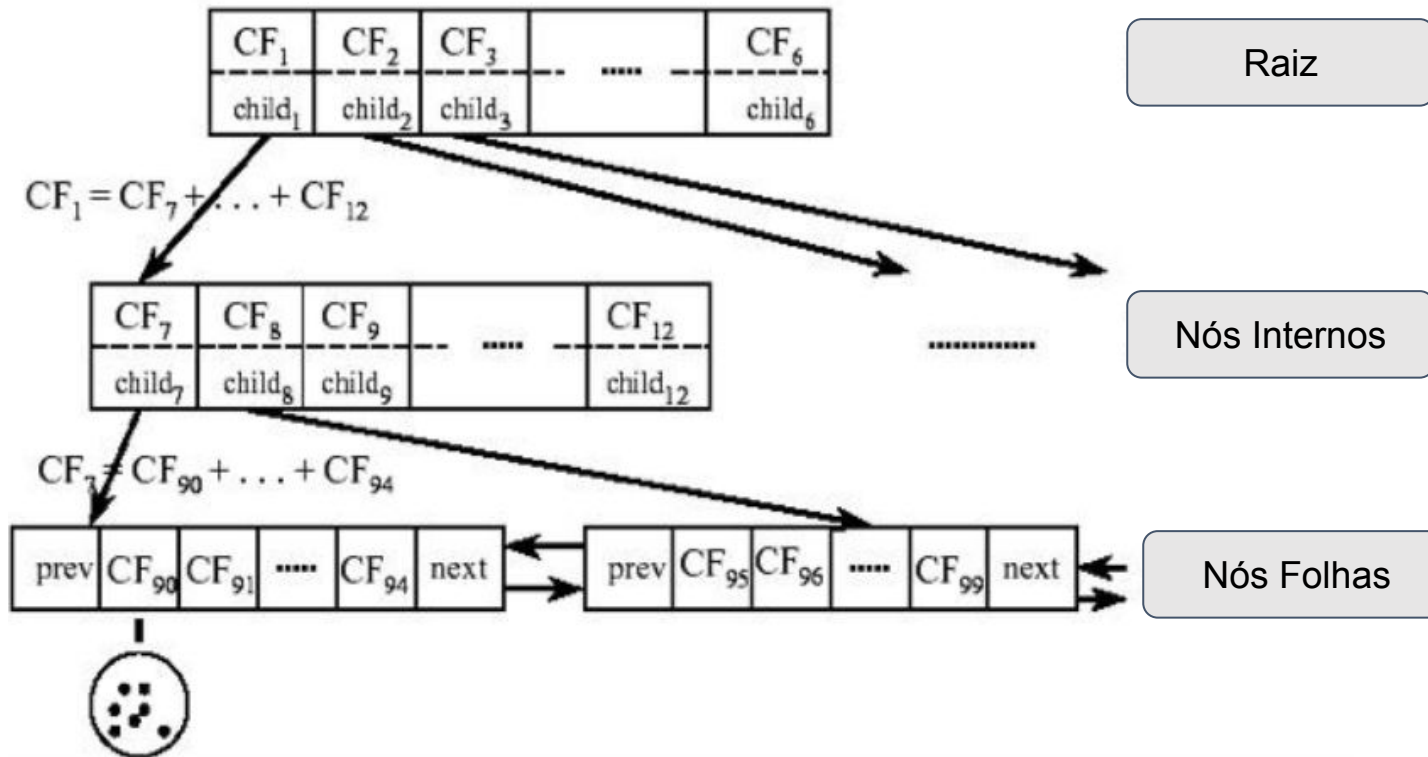 CF₁ CF₂ CF₃ ..... CF₆
child₁ child₂ child₃ child₆
Raiz
CF₁ = CF₇ + . . . + CF₁₂
CF₇ CF₈ CF₉ ..... CF₁₂
child₇ child₈ child₉ child₁₂
.............
Nós Internos
CF₇ = CF₉₀ + . . . + CF₉₄
prev CF₉₀ CF₉₁ ..... CF₉₄ next
prev CF₉₅ CF₉₆ ..... CF₉₉ next
Nós Folhas